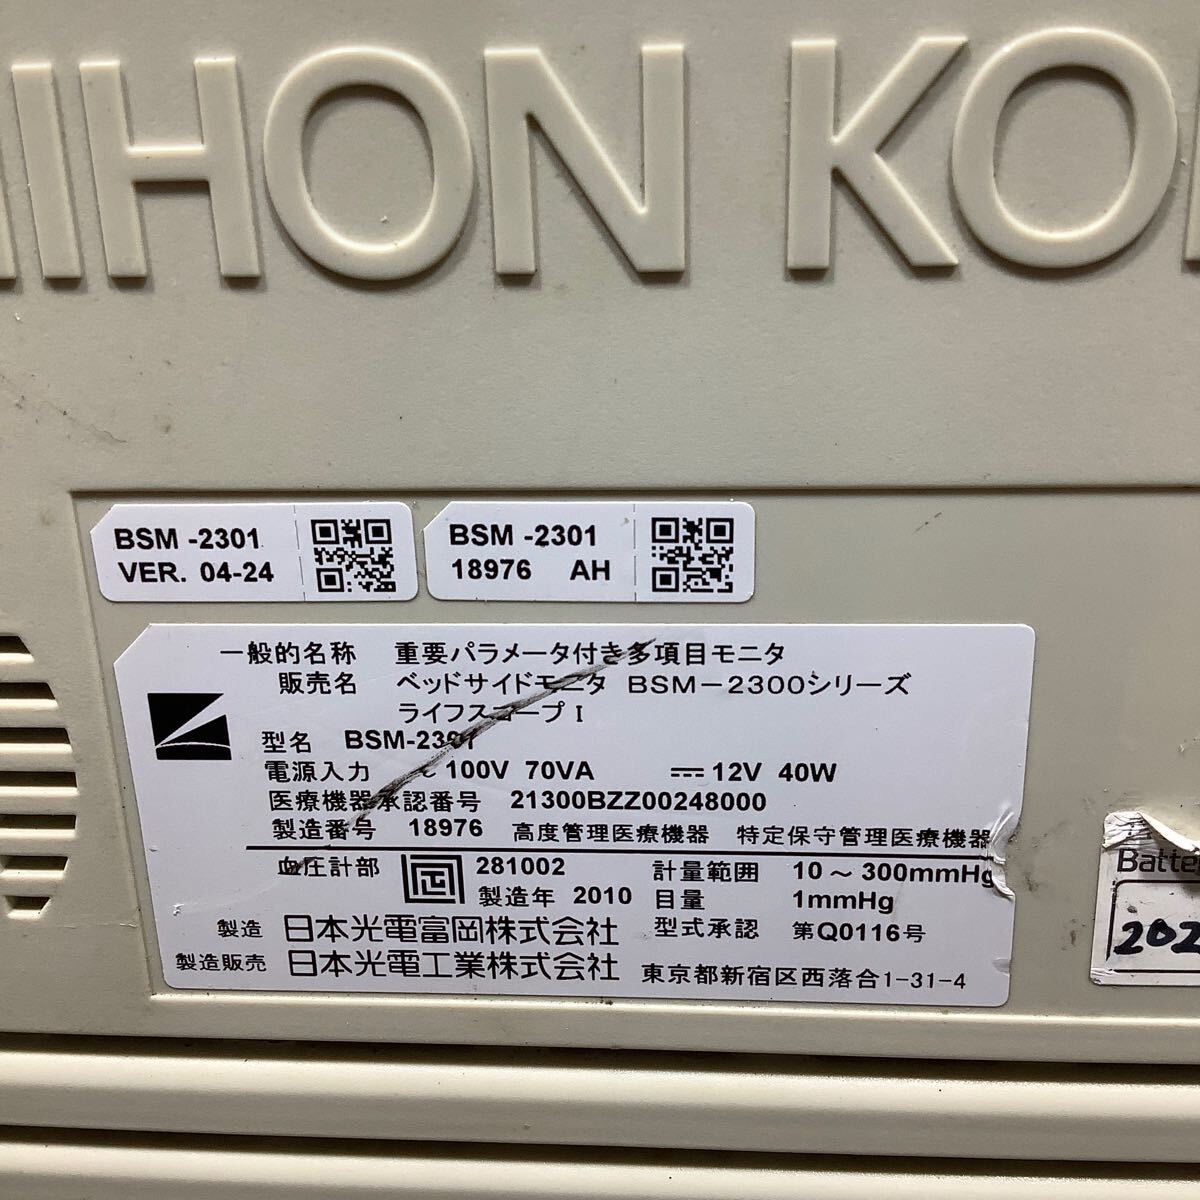 NIHON KO
BSM -2301
VER. 04-24
BSM -2301
18976 AH
一般的名称 重要パラメータ付き多項目モニタ
販売名 ベッドサイドモニタ BSM-2300シリーズ
ライフスコープ I
型名 BSM-2301
電源入力 ~ 100V 70VA ⎓ 12V 40W
医療機器承認番号 21300BZZ00248000
製造番号 18976 高度管理医療機器 特定保守管理医療機器
血圧計部 281002 計量範囲 10～300mmHg
製造年 2010 目量 1mmHg
製造 日本光電富岡株式会社 型式承認 第Q0116号
製造販売 日本光電工業株式会社 東京都新宿区西落合1-31-4
Batte
202